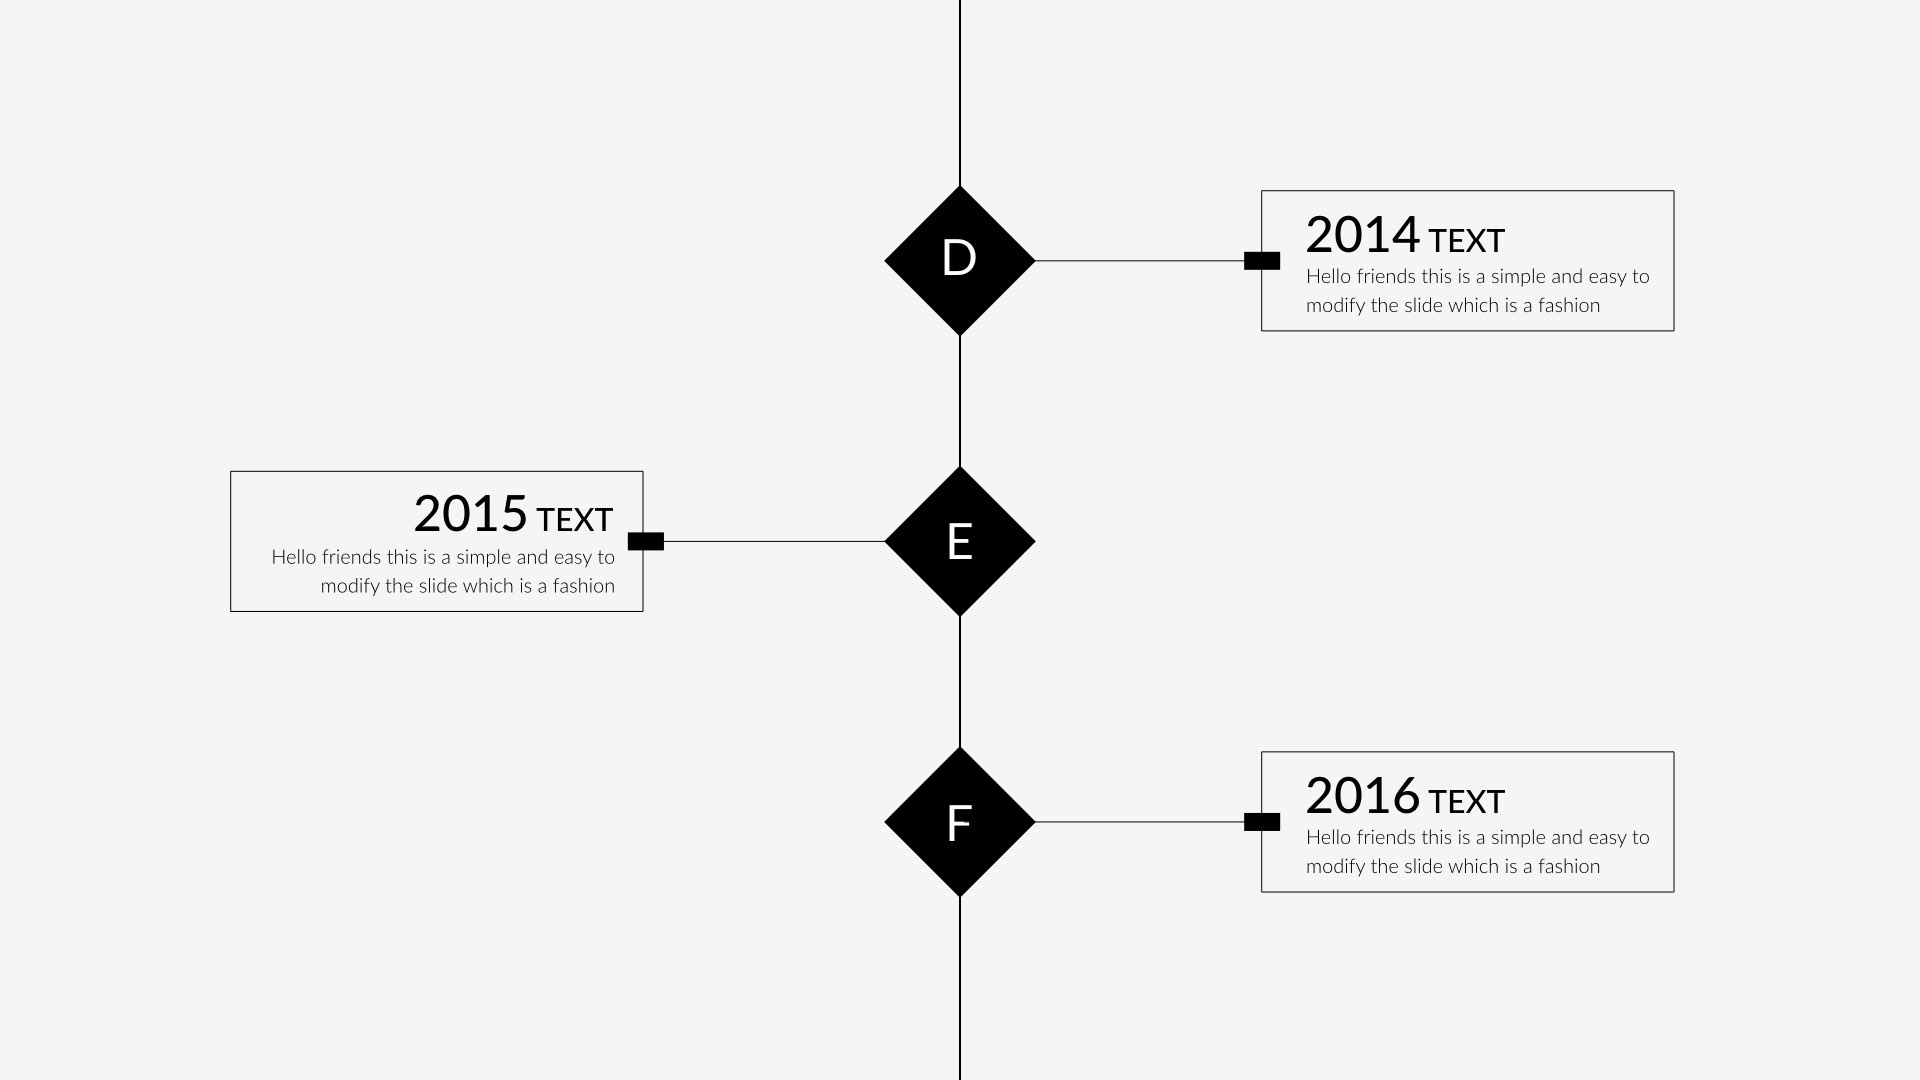 D
2014 TEXT
Hello friends this is a simple and easy to
modify the slide which is a fashion
2015 TEXT
Hello friends this is a simple and easy to
modify the slide which is a fashion
E
F
2016 TEXT
Hello friends this is a simple and easy to
modify the slide which is a fashion